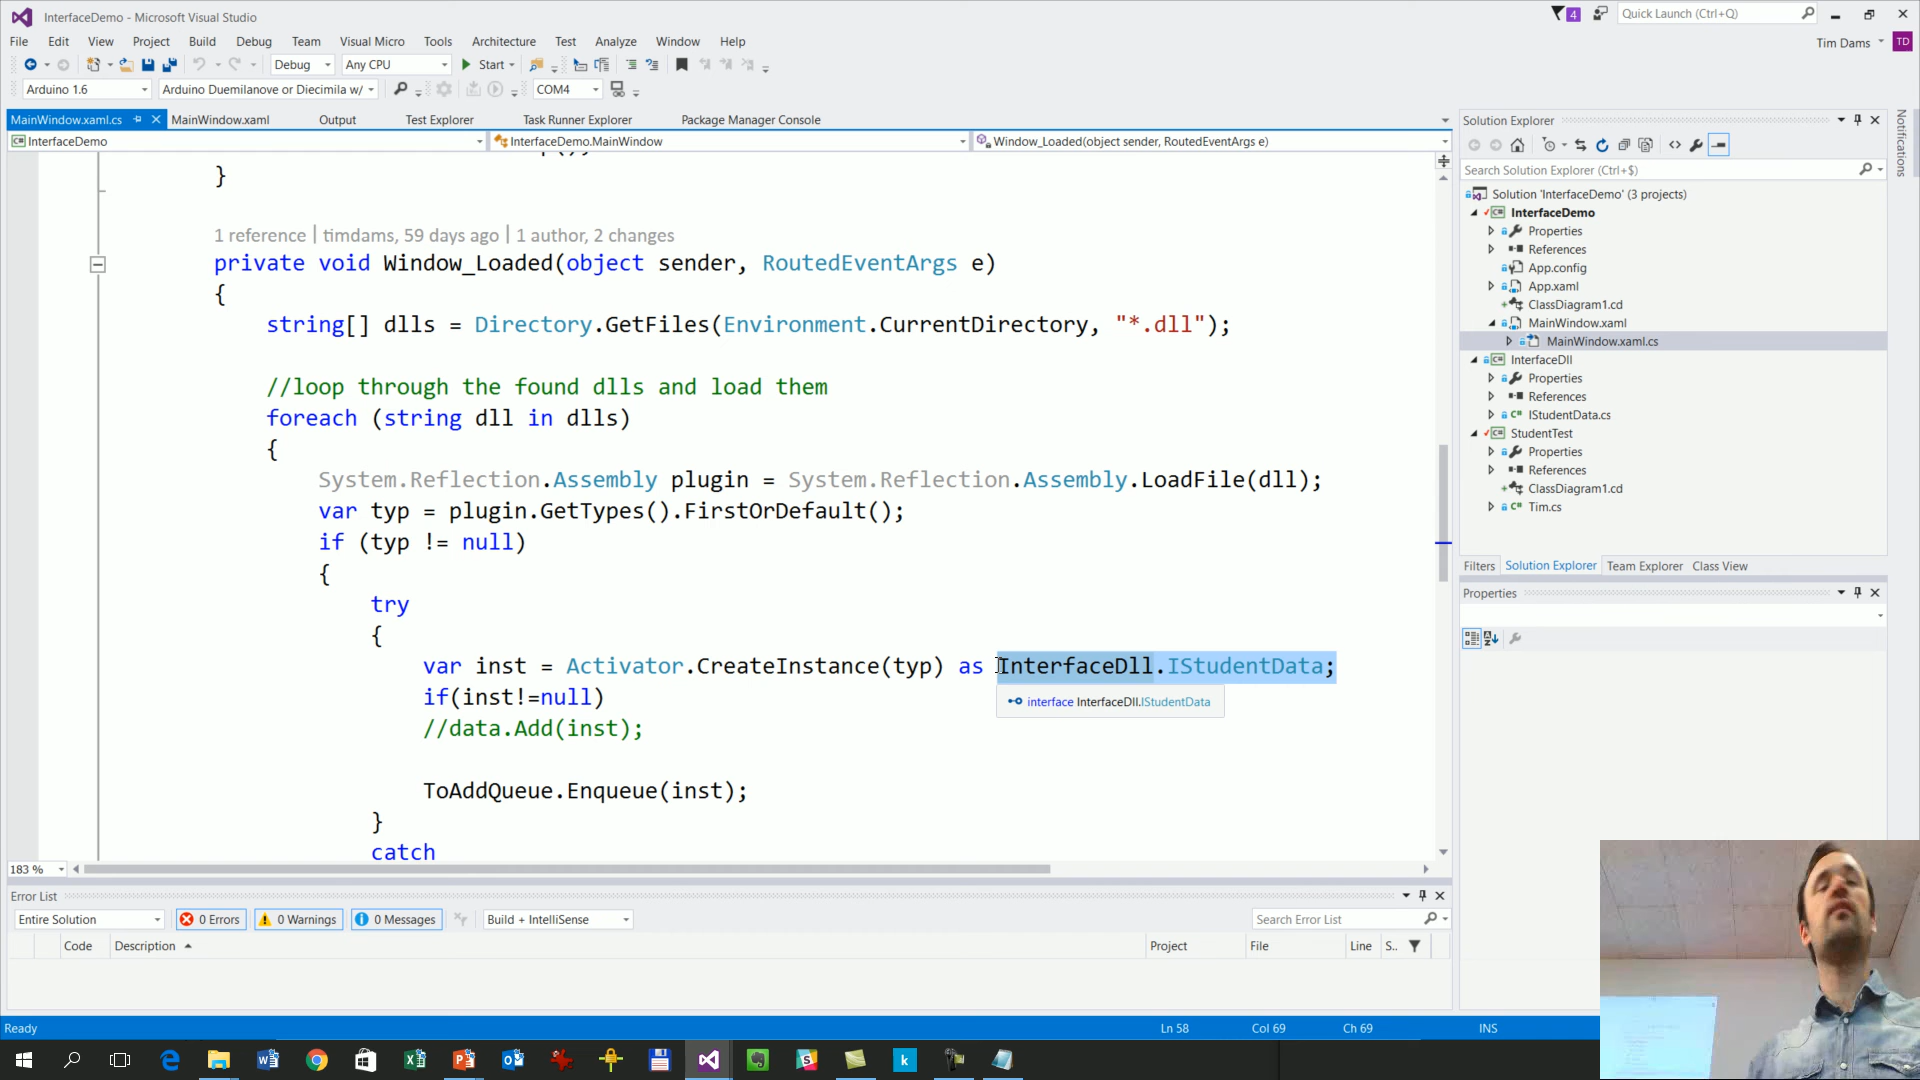 InterfaceDemo - Microsoft Visual Studio
4
Quick Launch (Ctrl+Q)
File Edit View Project Build Debug Team Visual Micro Tools Architecture Test Analyze Window Help
Tim Dams TD
Debug Any CPU Start
Arduino 1.6 Arduino Duemilanove or Diecimila w/ COM4
MainWindow.xaml.cs MainWindow.xaml Output Test Explorer Task Runner Explorer Package Manager Console
InterfaceDemo InterfaceDemo.MainWindow Window_Loaded(object sender, RoutedEventArgs e)
}
1 reference | timdams, 59 days ago | 1 author, 2 changes
private void Window_Loaded(object sender, RoutedEventArgs e)
{
string[] dlls = Directory.GetFiles(Environment.CurrentDirectory, "*.dll");
//loop through the found dlls and load them
foreach (string dll in dlls)
{
System.Reflection.Assembly plugin = System.Reflection.Assembly.LoadFile(dll);
var typ = plugin.GetTypes().FirstOrDefault();
if (typ != null)
{
try
{
var inst = Activator.CreateInstance(typ) as InterfaceDll.IStudentData;
if(inst!=null)
interface InterfaceDll.IStudentData
//data.Add(inst);
ToAddQueue.Enqueue(inst);
}
catch
183 %
Solution Explorer
Search Solution Explorer (Ctrl+$)
Solution 'InterfaceDemo' (3 projects)
InterfaceDemo
Properties
References
App.config
App.xaml
ClassDiagram1.cd
MainWindow.xaml
MainWindow.xaml.cs
InterfaceDll
Properties
References
IStudentData.cs
StudentTest
Properties
References
ClassDiagram1.cd
Tim.cs
Filters Solution Explorer Team Explorer Class View
Properties
Notifications
Error List
Entire Solution 0 Errors 0 Warnings 0 Messages Build + IntelliSense Search Error List
Code Description Project File Line S..
Ready Ln 58 Col 69 Ch 69 INS